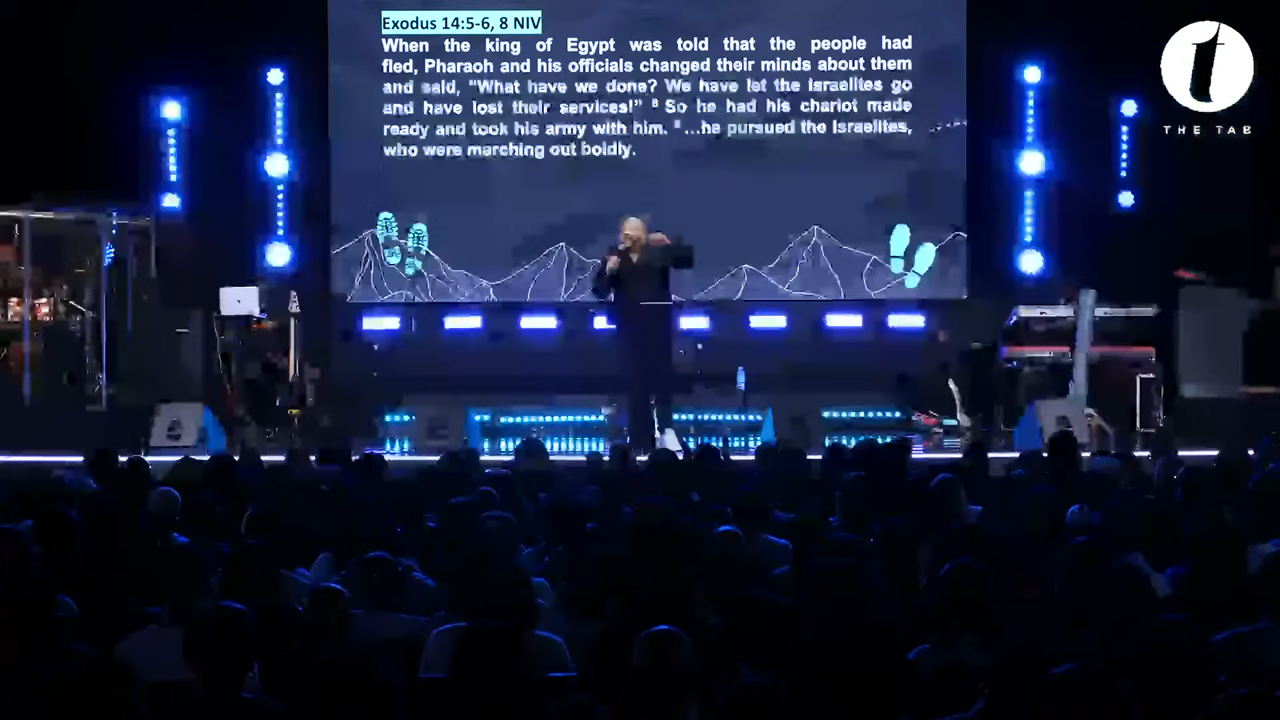 Exodus 14:5-6, 8 NIV
When the king of Egypt was told that the people had
fled, Pharaoh and his officials changed their minds about them
and said, "What have we done? We have let the Israelites go
and have lost their services!" ⁶ So he had his chariot made
ready and took his army with him. ⁸ ...he pursued the Israelites,
who were marching out boldly.
t
THE TAB